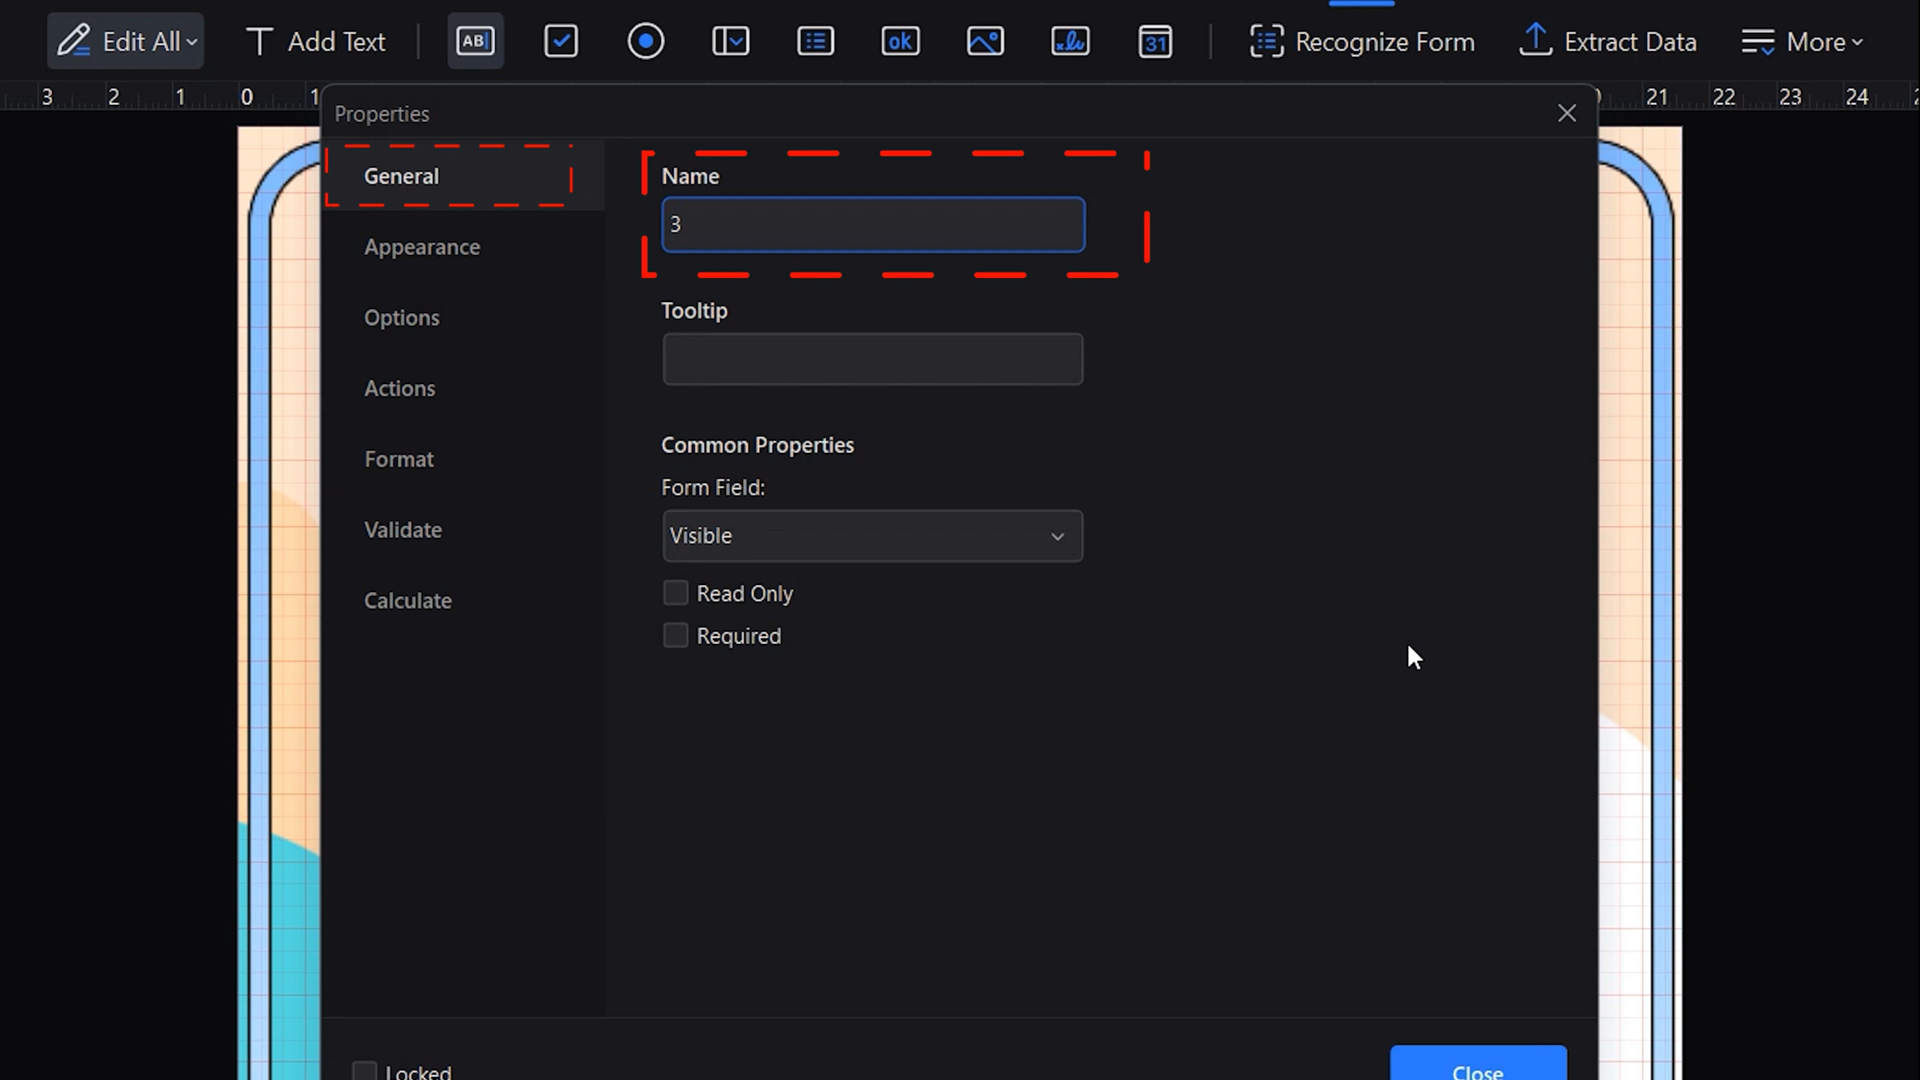 Edit All Add Text AB ok 31 Recognize Form Extract Data More
3 2 1 0 1 21 22 23 24
Properties
General
Appearance
Options
Actions
Format
Validate
Calculate
Name
3
Tooltip
Common Properties
Form Field:
Visible
Read Only
Required
Locked
Close